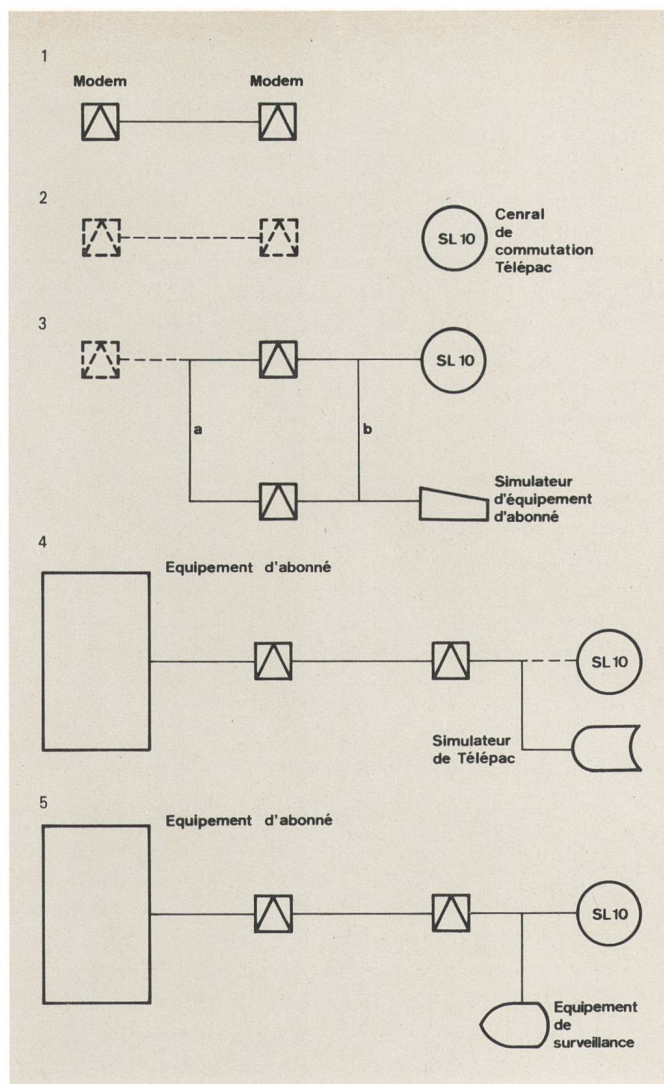 1
Modem Modem
2
SL 10
Cenral
de
commutation
Télépac
3
SL 10
a
b
Simulateur
d'équipement
d'abonné
4
Equipement d'abonné
SL 10
Simulateur
de Télépac
5
Equipement d'abonné
SL 10
Equipement
de
surveillance